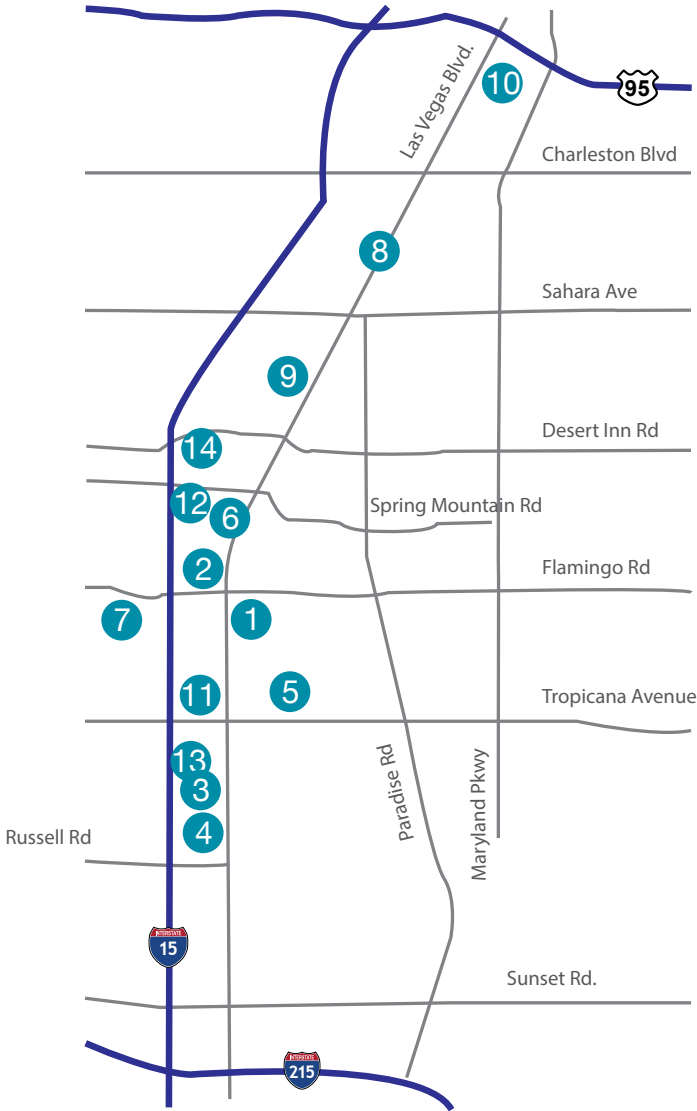 Las Vegas Blvd.
10
95
Charleston Blvd
8
Sahara Ave
9
Desert Inn Rd
14
12
Spring Mountain Rd
6
2
Flamingo Rd
7
1
5
11
Tropicana Avenue
13
3
Paradise Rd
Maryland Pkwy
4
Russell Rd
INTERSTATE
15
Sunset Rd.
INTERSTATE
215